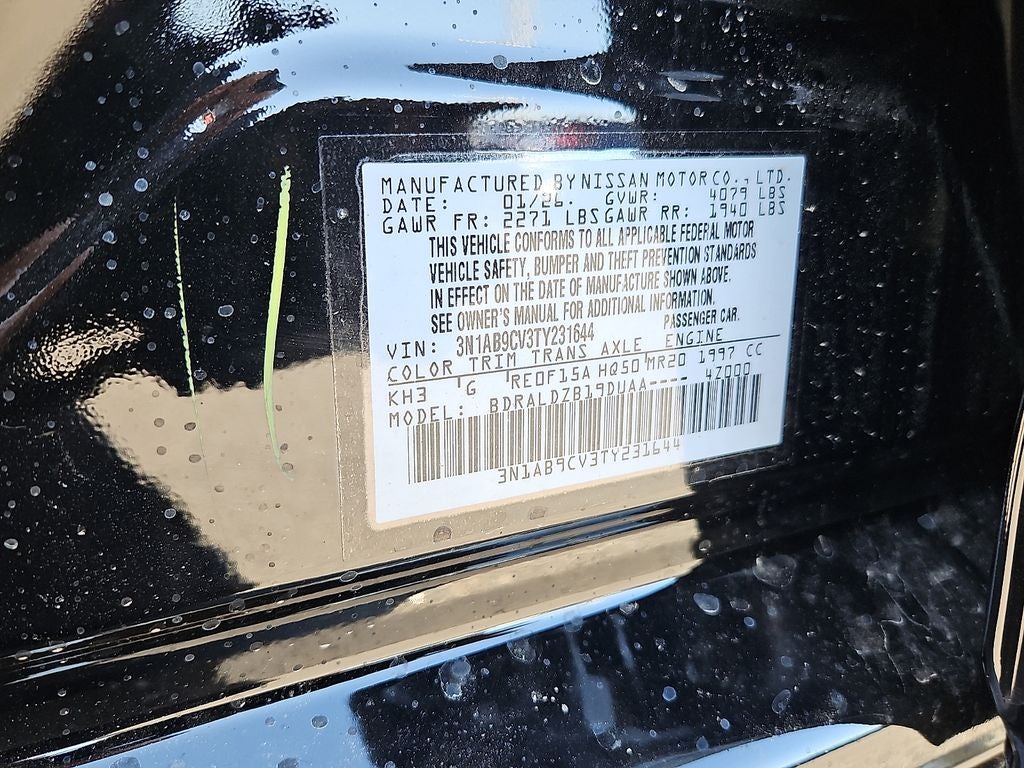 MANUFACTURED BY NISSAN MOTOR CO., LTD.
DATE: 01/26. GVWR: 4079 LBS
GAWR FR: 2271 LBS GAWR RR: 1940 LBS
THIS VEHICLE CONFORMS TO ALL APPLICABLE FEDERAL MOTOR
VEHICLE SAFETY, BUMPER AND THEFT PREVENTION STANDARDS
IN EFFECT ON THE DATE OF MANUFACTURE SHOWN ABOVE.
SEE OWNER'S MANUAL FOR ADDITIONAL INFORMATION.
VIN: 3N1AB9CV3TY231644 PASSENGER CAR.
COLOR TRIM TRANS AXLE ENGINE
KH3 'G RE0F15A HQ50 MR20 1997 CC
MODEL: BDRALDZB19DUAA---- 4Z000
3N1AB9CV3TY231644